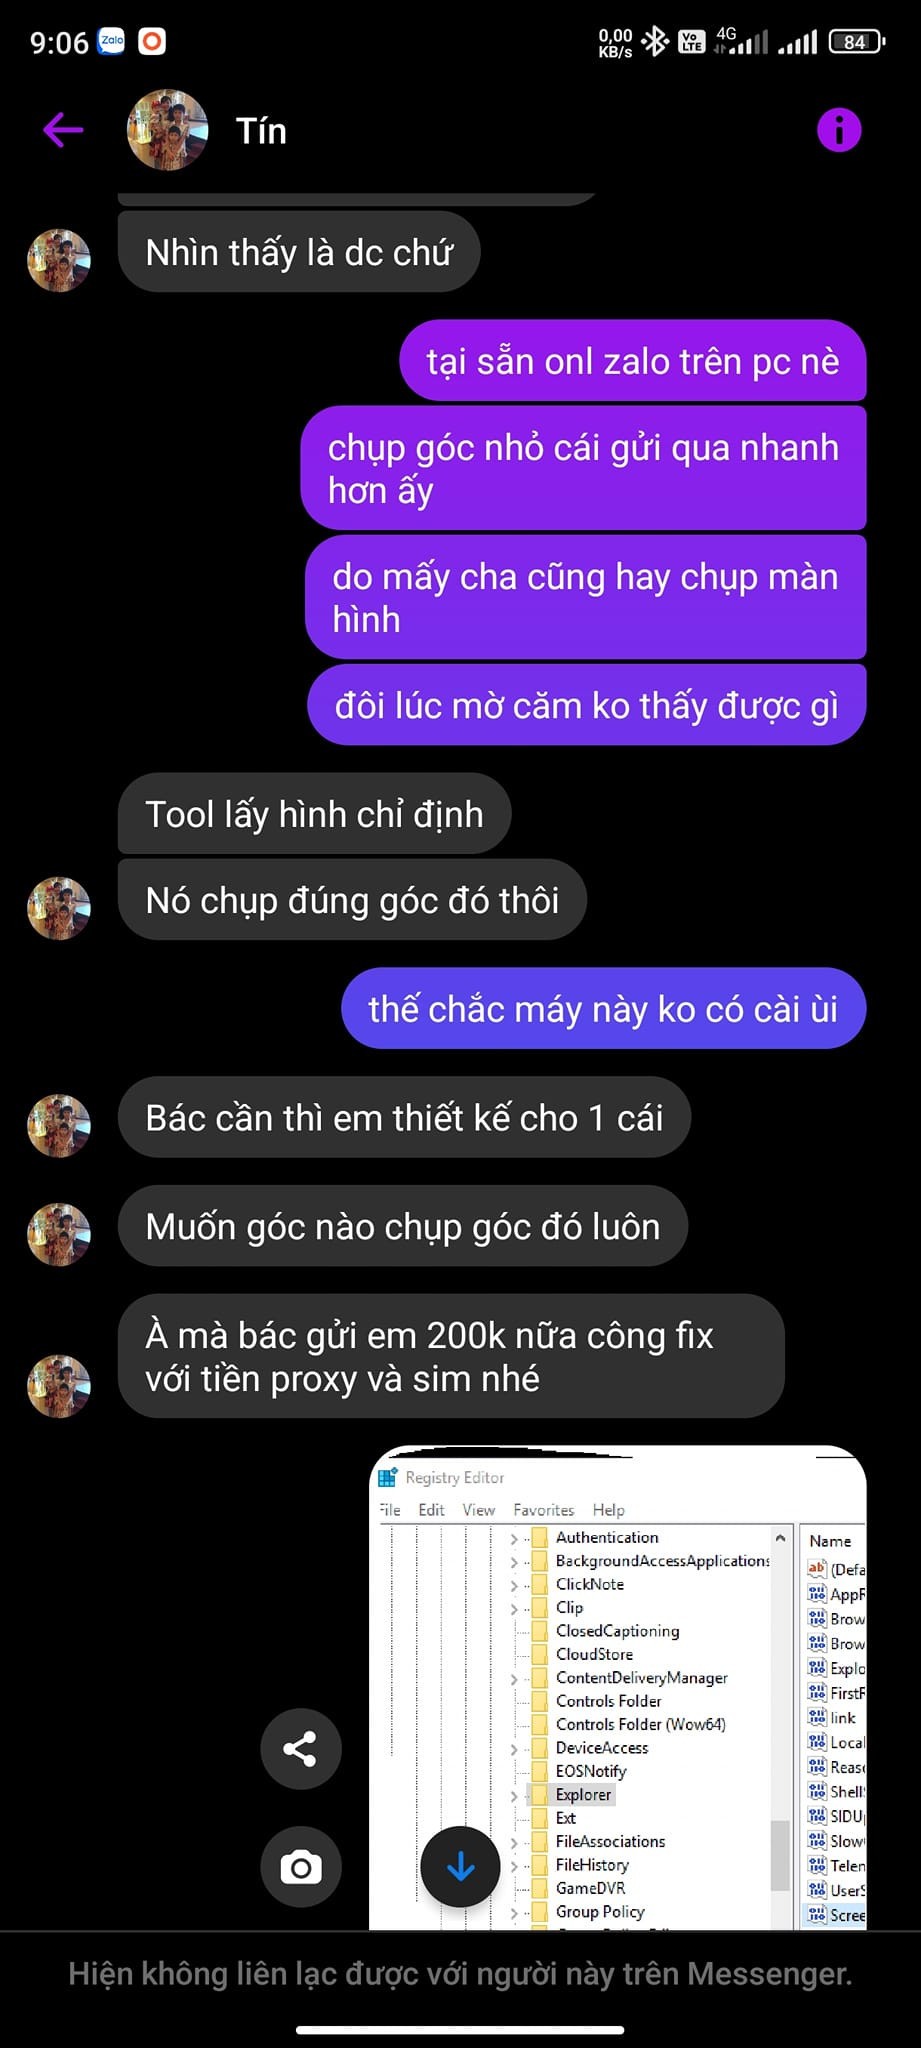 9:06 Zalo 0,00 KB/s Vo LTE 4G 84
Tín
Nhìn thấy là dc chứ
tại sẵn onl zalo trên pc nè
chụp góc nhỏ cái gửi qua nhanh
hơn ấy
do mấy cha cũng hay chụp màn
hình
đôi lúc mờ căm ko thấy được gì
Tool lấy hình chỉ định
Nó chụp đúng góc đó thôi
thế chắc máy này ko có cài ùi
Bác cần thì em thiết kế cho 1 cái
Muốn góc nào chụp góc đó luôn
À mà bác gửi em 200k nữa công fix
với tiền proxy và sim nhé
Registry Editor
File Edit View Favorites Help
Authentication
BackgroundAccessApplications
ClickNote
Clip
ClosedCaptioning
CloudStore
ContentDeliveryManager
Controls Folder
Controls Folder (Wow64)
DeviceAccess
EOSNotify
Explorer
Ext
FileAssociations
FileHistory
GameDVR
Group Policy
Name
ab (Defa
AppR
Brow
Brow
Explo
FirstR
link
Local
Reas
Shell
SIDU
Slow
Telen
UserS
Scree
Hiện không liên lạc được với người này trên Messenger.